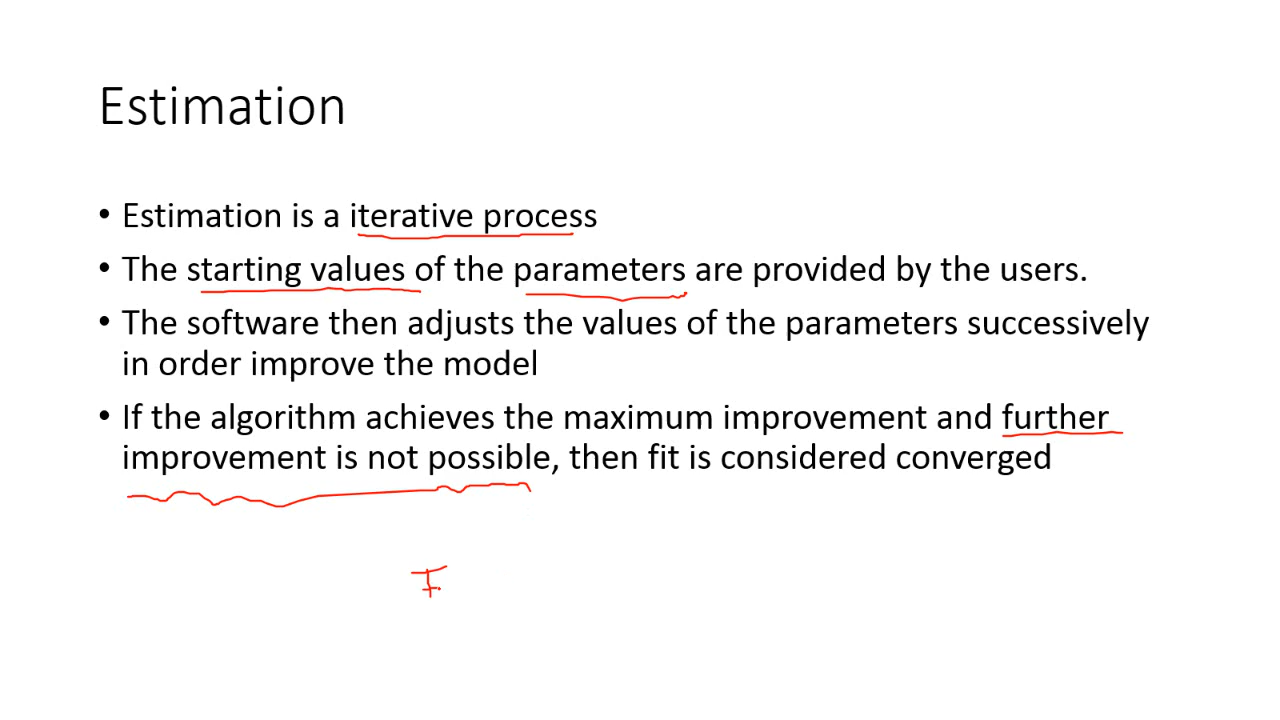 Estimation
• Estimation is a iterative process
• The starting values of the parameters are provided by the users.
• The software then adjusts the values of the parameters successively
in order improve the model
• If the algorithm achieves the maximum improvement and further
improvement is not possible, then fit is considered converged